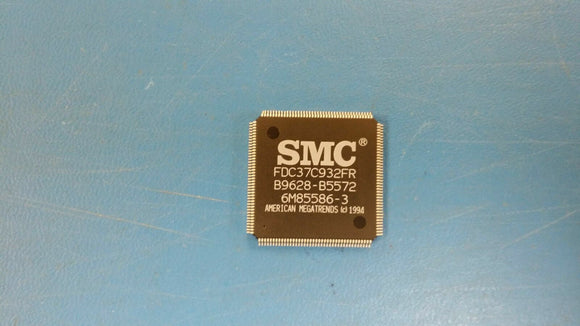 SMC®
FDC37C932FR
B9628-B5572
6M85586-3
AMERICAN MEGATRENDS (c) 1994